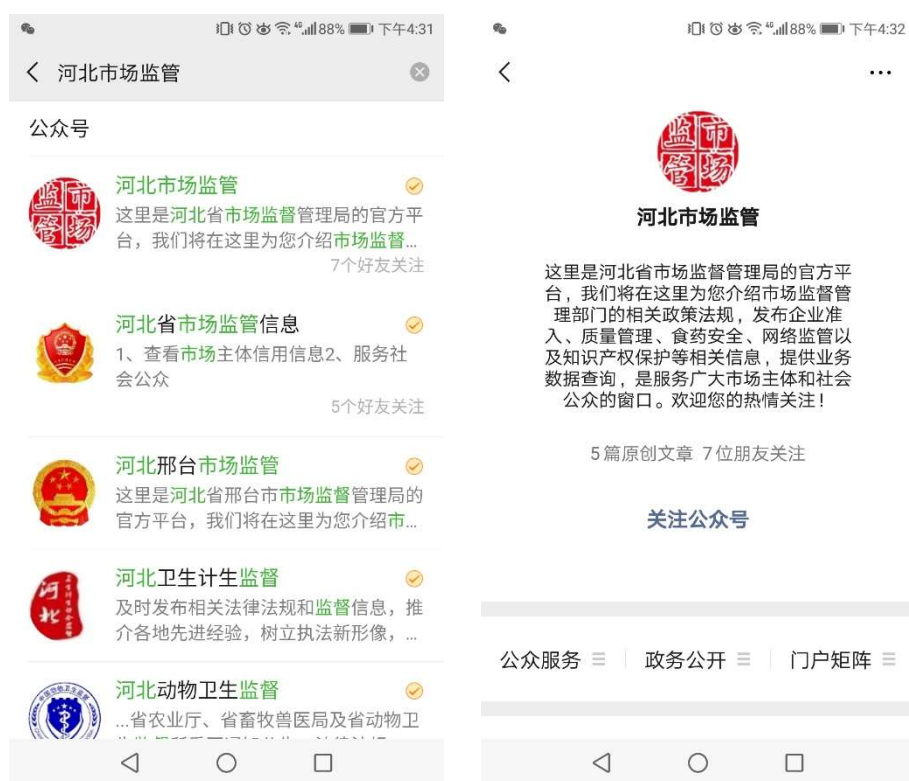 88% 下午4:31
河北市场监管
公众号
监市
管场
河北市场监管
这里是河北省市场监督管理局的官方平
台，我们将在这里为您介绍市场监督...
7个好友关注
河北省市场监管信息
1、查看市场主体信用信息2、服务社
会公众
5个好友关注
河北邢台市场监管
这里是河北省邢台市市场监督管理局的
官方平台，我们将在这里为您介绍市...
河北
河北卫生计生监督
及时发布相关法律法规和监督信息，推
介各地先进经验，树立执法新形像，...
河北动物卫生监督
...省农业厅、省畜牧兽医局及省动物卫
88% 下午4:32
监市
管场
河北市场监管
这里是河北省市场监督管理局的官方平
台，我们将在这里为您介绍市场监督管
理部门的相关政策法规，发布企业准
入、质量管理、食药安全、网络监管以
及知识产权保护等相关信息，提供业务
数据查询，是服务广大市场主体和社会
公众的窗口。欢迎您的热情关注！
5篇原创文章 7位朋友关注
关注公众号
公众服务 政务公开 门户矩阵